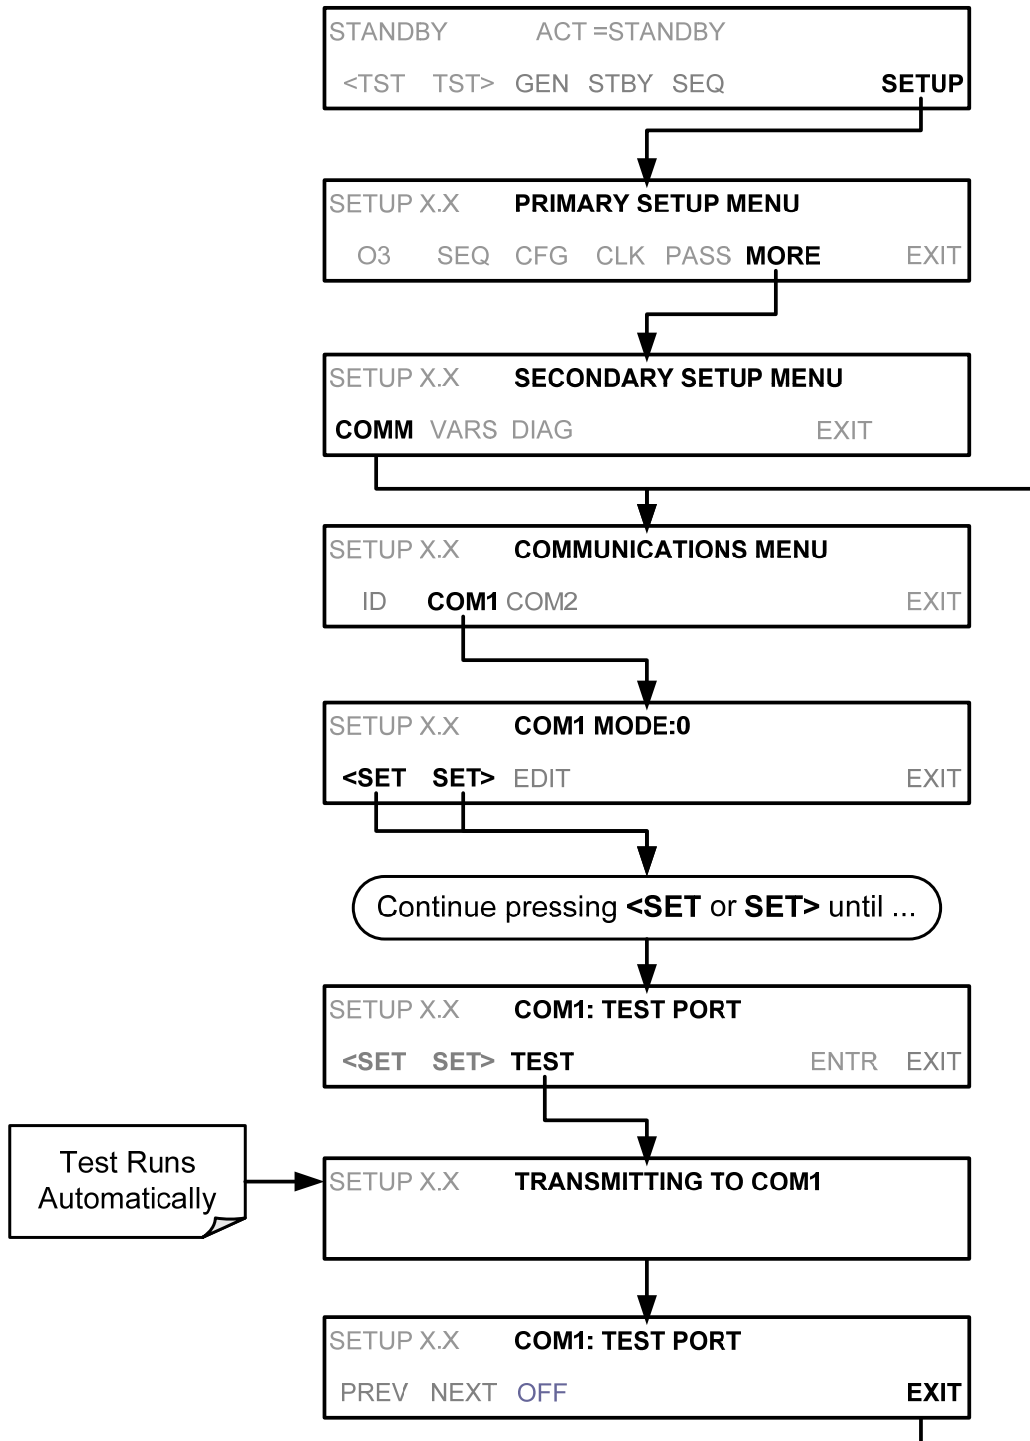 STANDBY ACT =STANDBY
<TST TST> GEN STBY SEQ SETUP
SETUP X.X PRIMARY SETUP MENU
O3 SEQ CFG CLK PASS MORE EXIT
SETUP X.X SECONDARY SETUP MENU
COMM VARS DIAG EXIT
SETUP X.X COMMUNICATIONS MENU
ID COM1 COM2 EXIT
SETUP X.X COM1 MODE:0
<SET SET> EDIT EXIT
Continue pressing <SET or SET> until ...
SETUP X.X COM1: TEST PORT
<SET SET> TEST ENTR EXIT
Test Runs
Automatically
SETUP X.X TRANSMITTING TO COM1
SETUP X.X COM1: TEST PORT
PREV NEXT OFF EXIT